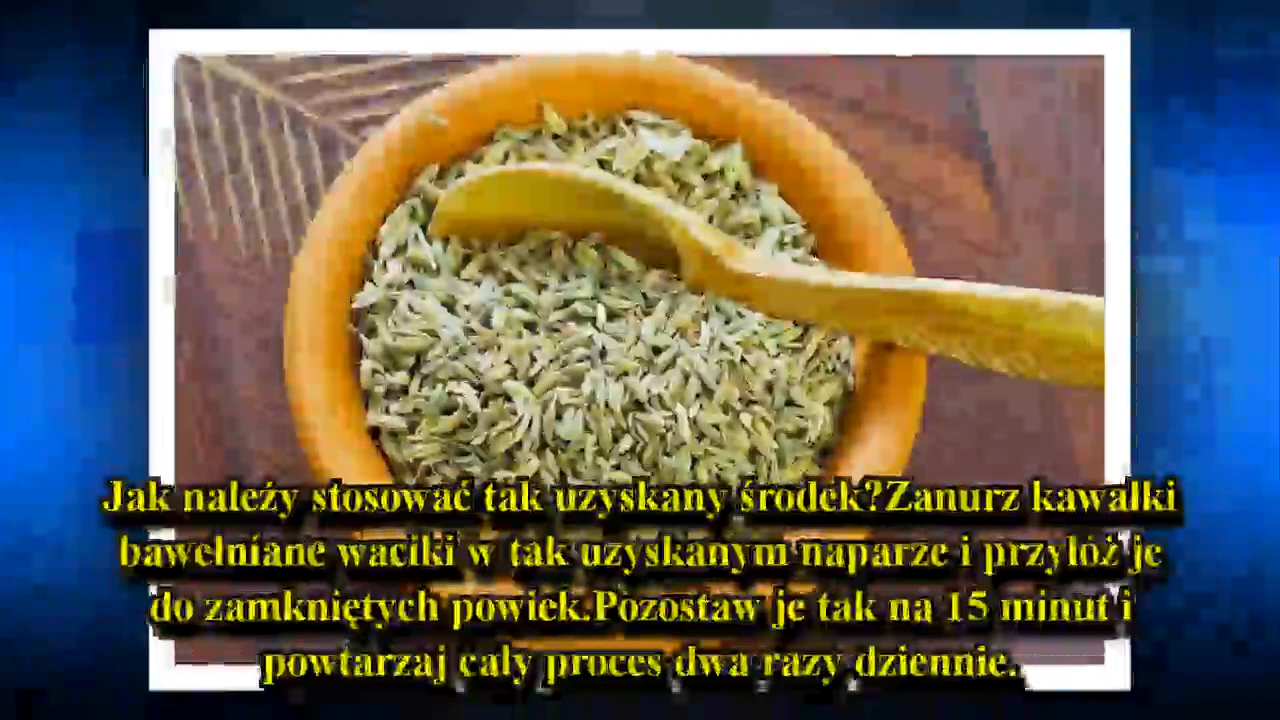 Jak należy stosować tak uzyskany środek?Zanurz kawałki
bawełniane waciki w tak uzyskanym naparze i przyłóż je
do zamkniętych powiek.Pozostaw je tak na 15 minut i
powtarzaj cały proces dwa razy dziennie.